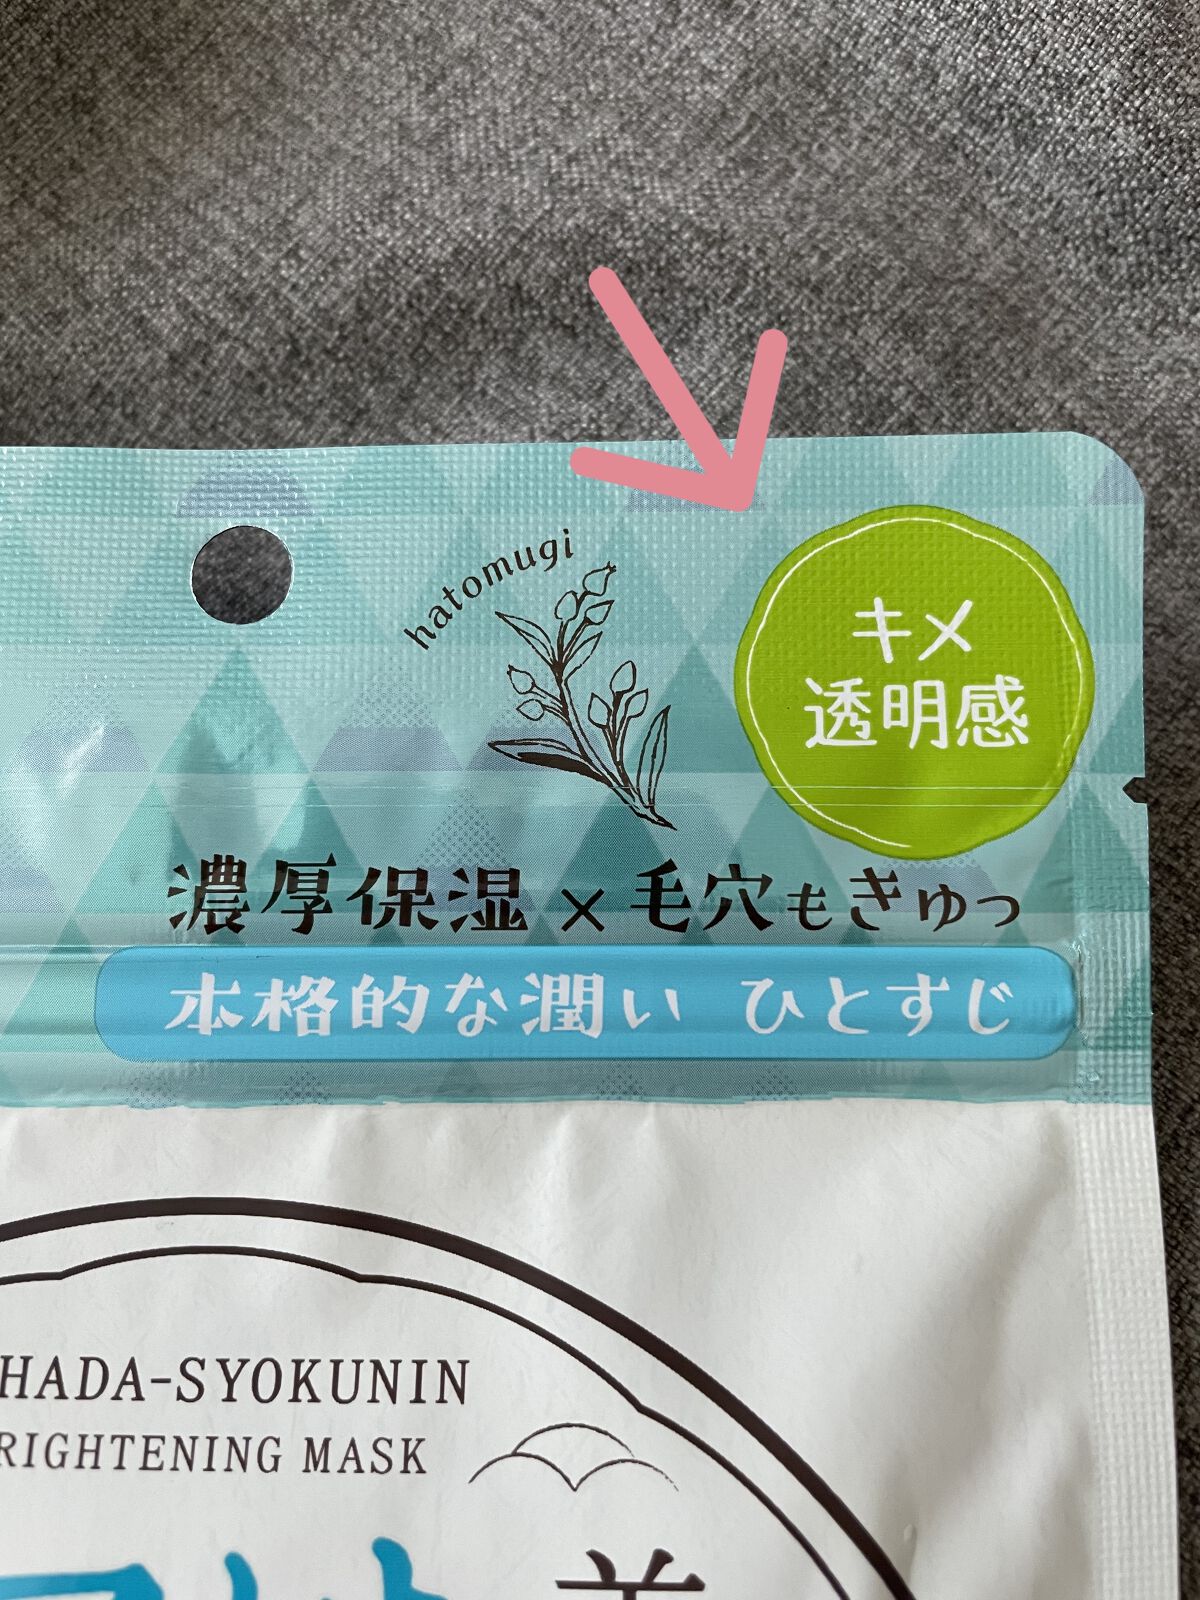 hatomugi
キメ
透明感
濃厚保湿×毛穴もきゅっ
本格的な潤い ひとすじ
HADA-SYOKUNIN
RIGHTENING MASK